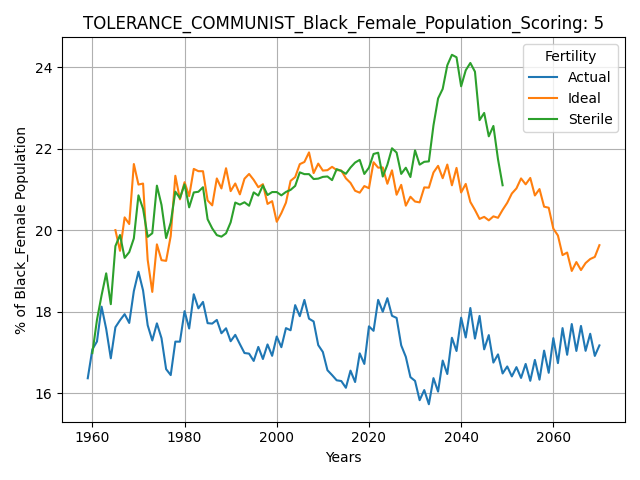 TOLERANCE_COMMUNIST_Black_Female_Population_Scoring: 5
Fertility
Actual
Ideal
Sterile
% of Black_Female Population
24
22
20
18
16
1960 1980 2000 2020 2040 2060
Years